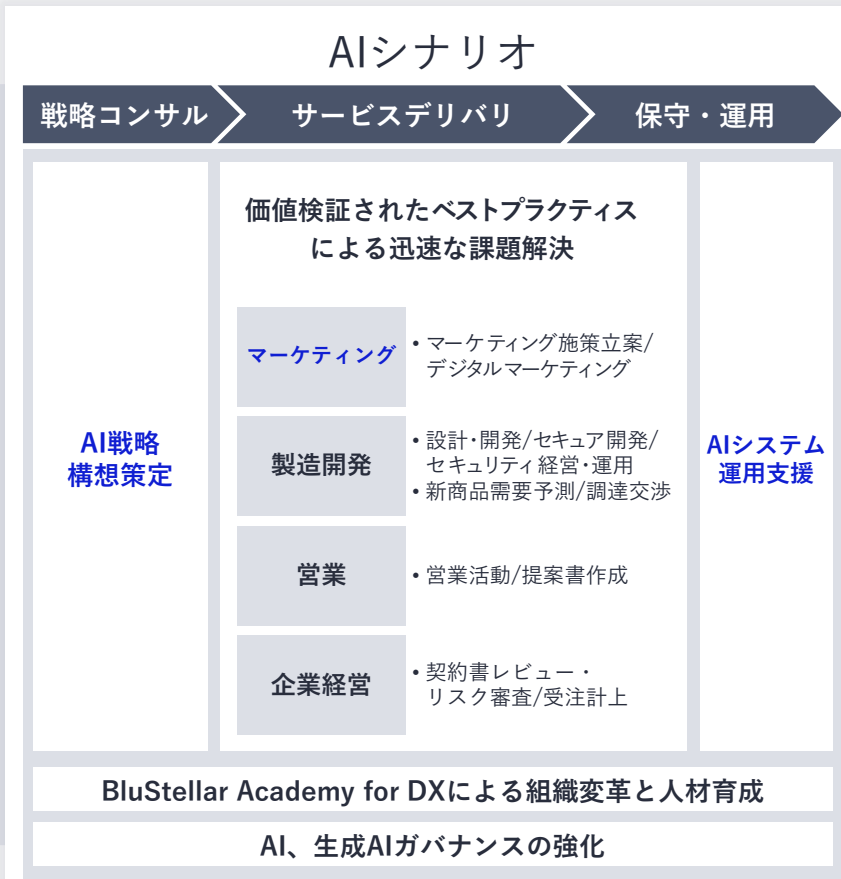 AIシナリオ
戦略コンサル
サービスデリバリ
保守・運用
AI戦略
構想策定
価値検証されたベストプラクティス
による迅速な課題解決
マーケティング
・マーケティング施策立案/
デジタルマーケティング
製造開発
・設計・開発/セキュア開発/
セキュリティ経営・運用
・新商品需要予測/調達交渉
営業
・営業活動/提案書作成
企業経営
・契約書レビュー・
リスク審査/受注計上
AIシステム
運用支援
BluStellar Academy for DXによる組織変革と人材育成
AI、生成AIガバナンスの強化